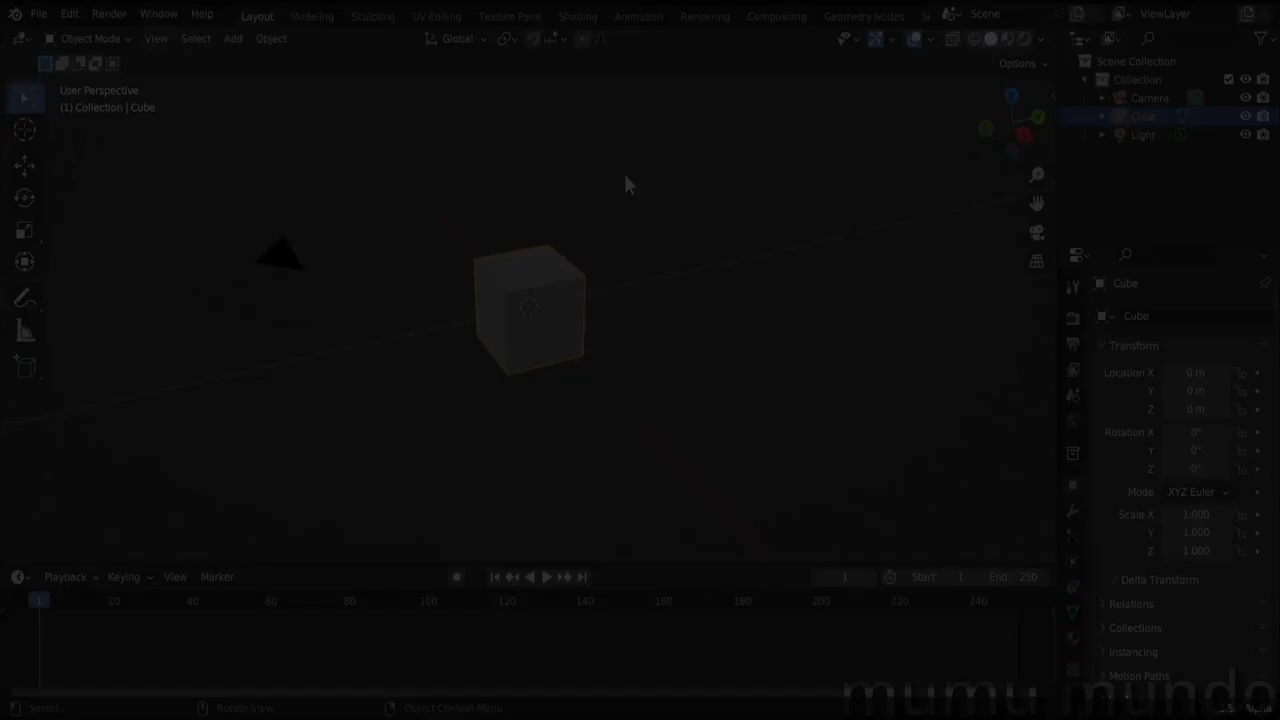 File Edit Render Window Help Layout Modeling Sculpting UV Editing Texture Paint Shading Animation Rendering Compositing Geometry Nodes Scene ViewLayer
Object Mode View Select Add Object Global
Options
User Perspective
(1) Collection | Cube
Scene Collection
Collection
Camera
Cube
Light
Cube
Cube
Transform
Location X 0 m
Y 0 m
Z 0 m
Rotation X 0°
Y 0°
Z 0°
Mode XYZ Euler
Scale X 1.000
Y 1.000
Z 1.000
Delta Transform
Relations
Collections
Instancing
Motion Paths
Playback Keying View Marker 1 Start 1 End 250
1 20 40 60 80 100 120 140 160 180 200 220 240
mumu mundo
Select Rotate View Object Context Menu Alpha